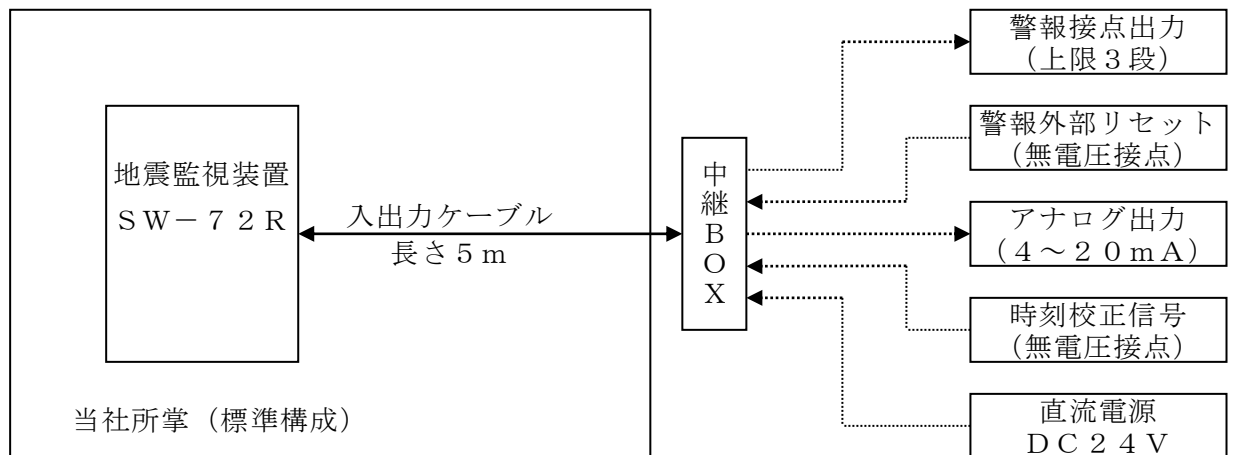 地震監視装置
ＳＷ－７２Ｒ
入出力ケーブル
長さ５ｍ
当社所掌（標準構成）
中
継
Ｂ
Ｏ
Ｘ
警報接点出力
（上限３段）
警報外部リセット
（無電圧接点）
アナログ出力
（４～２０ｍＡ）
時刻校正信号
（無電圧接点）
直流電源
ＤＣ２４Ｖ